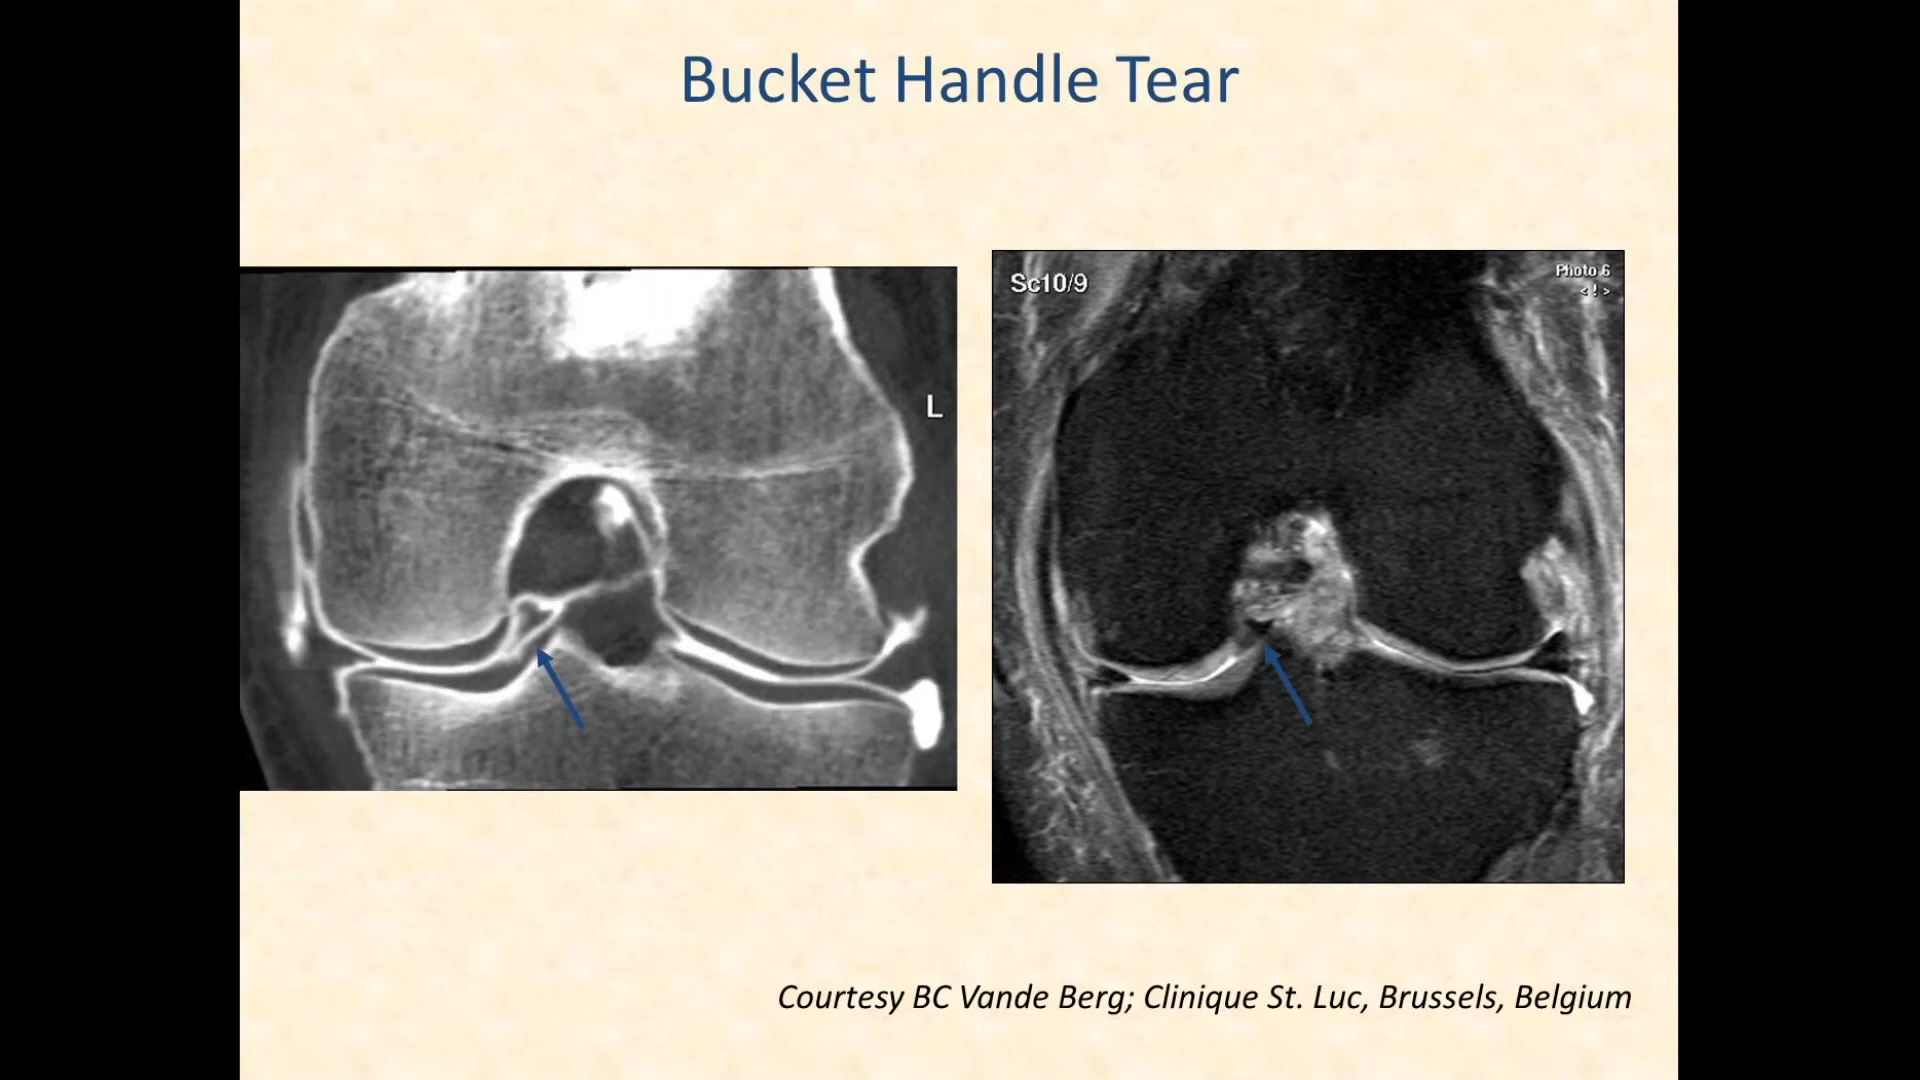 Bucket Handle Tear
L
Sc10/9
Photo 6
< ! >
Courtesy BC Vande Berg; Clinique St. Luc, Brussels, Belgium